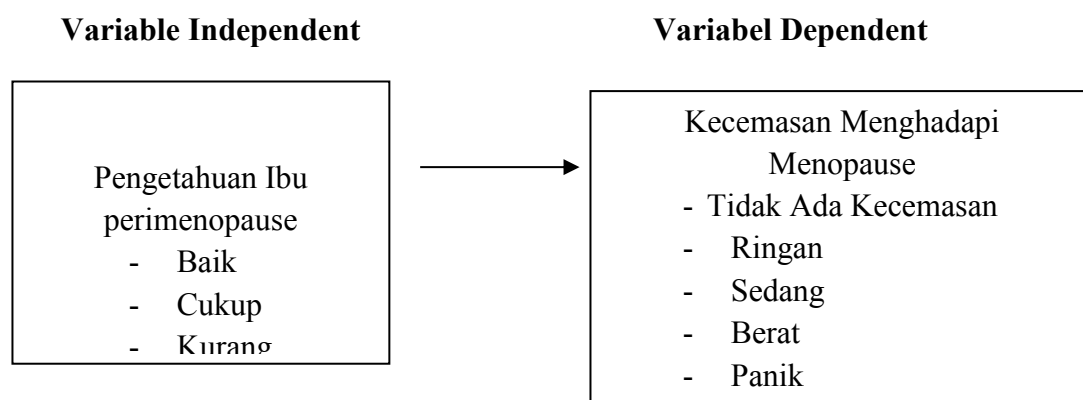 Variable Independent
Variabel Dependent
Pengetahuan Ibu
perimenopause
- Baik
- Cukup
- Kurang
Kecemasan Menghadapi
Menopause
- Tidak Ada Kecemasan
- Ringan
- Sedang
- Berat
- Panik